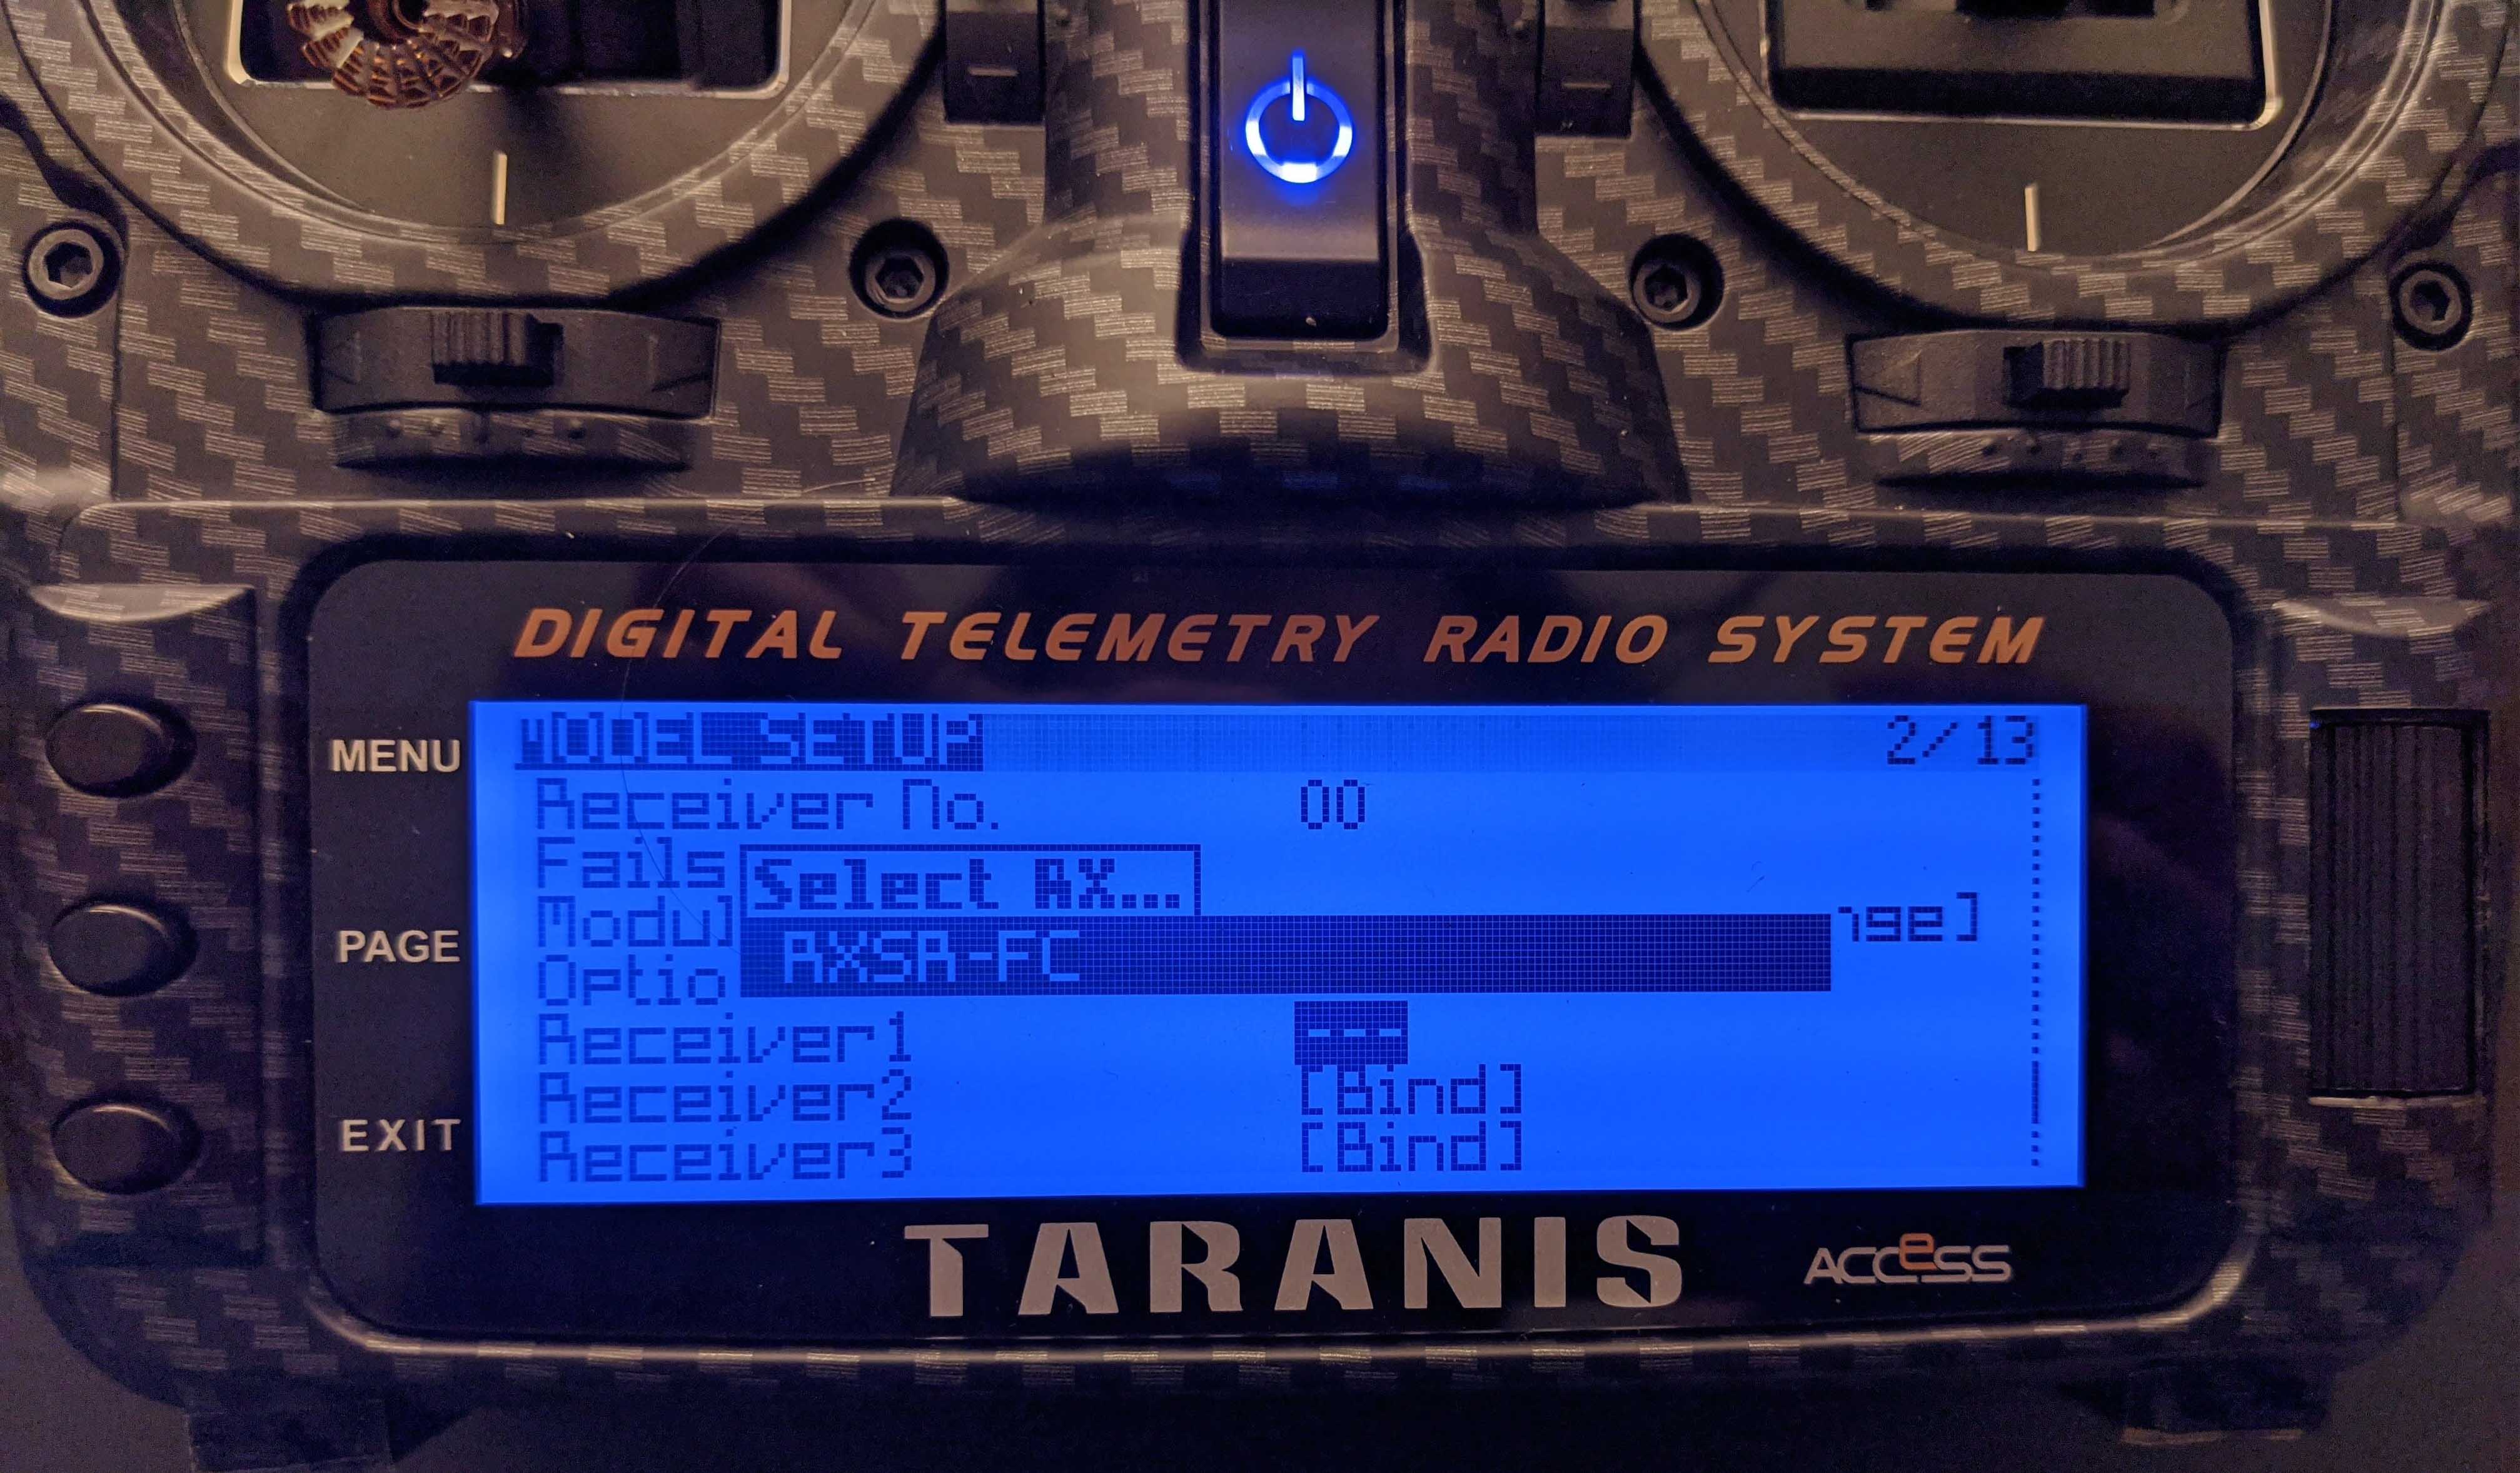 DIGITAL TELEMETRY RADIO SYSTEM
MENU
PAGE
EXIT
MODEL SETUP 2/13
Receiver No. 00
Fails
Select RX...
Modul nge]
RXSR-FC
Optio
Receiver1 ---
Receiver2 [Bind]
Receiver3 [Bind]
TARANIS
ACCeSS